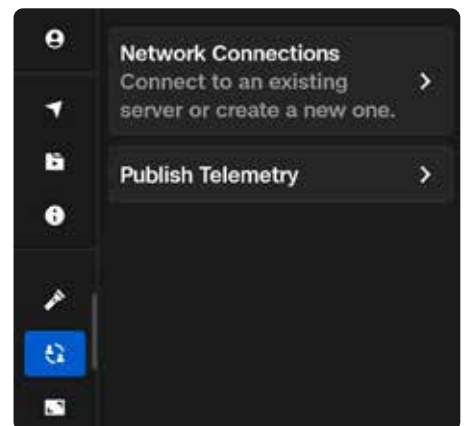 Network Connections
Connect to an existing
server or create a new one.
Publish Telemetry